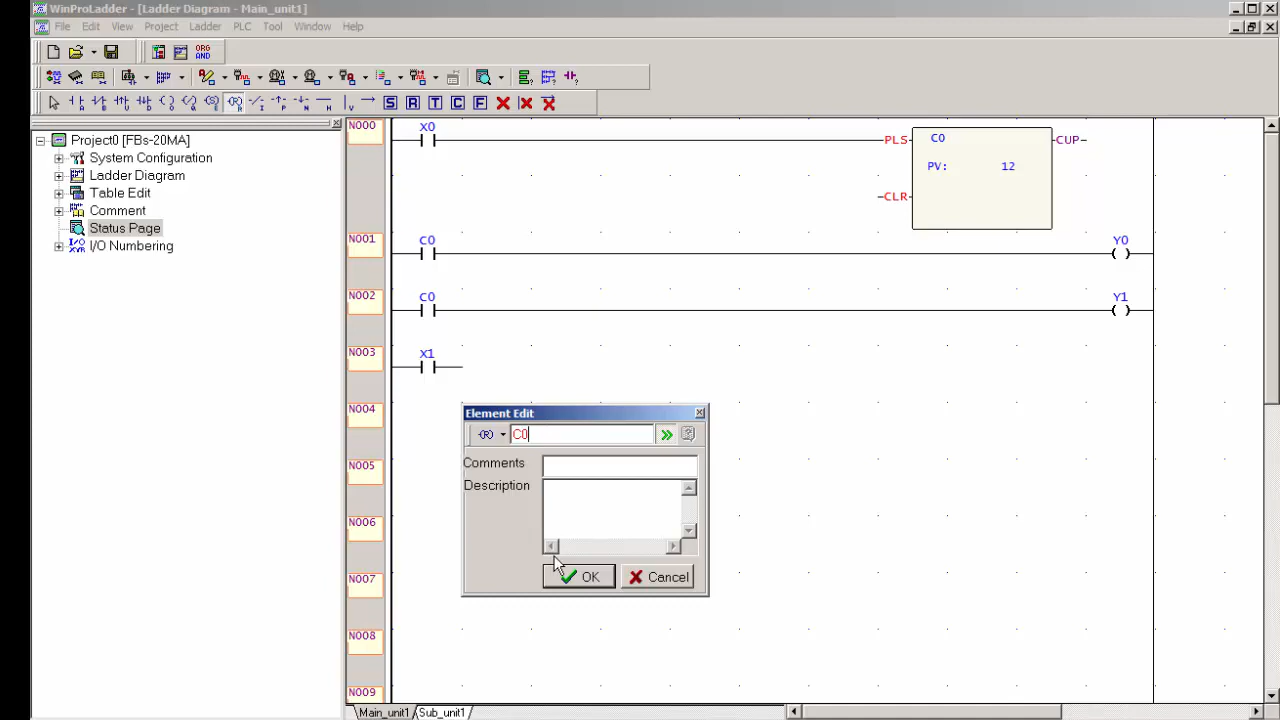 WinProLadder - [Ladder Diagram - Main_unit1]
File Edit View Project Ladder PLC Tool Window Help
ORG
AND
S R T C F
Project0 [FBs-20MA]
System Configuration
Ladder Diagram
Table Edit
Comment
Status Page
I/O Numbering
N000 X0 PLS C0 CUP
PV: 12
CLR
N001 C0 Y0
N002 C0 Y1
N003 X1
N004
N005
N006
N007
N008
N009
Element Edit
(R) C0
Comments
Description
OK Cancel
Main_unit1 Sub_unit1